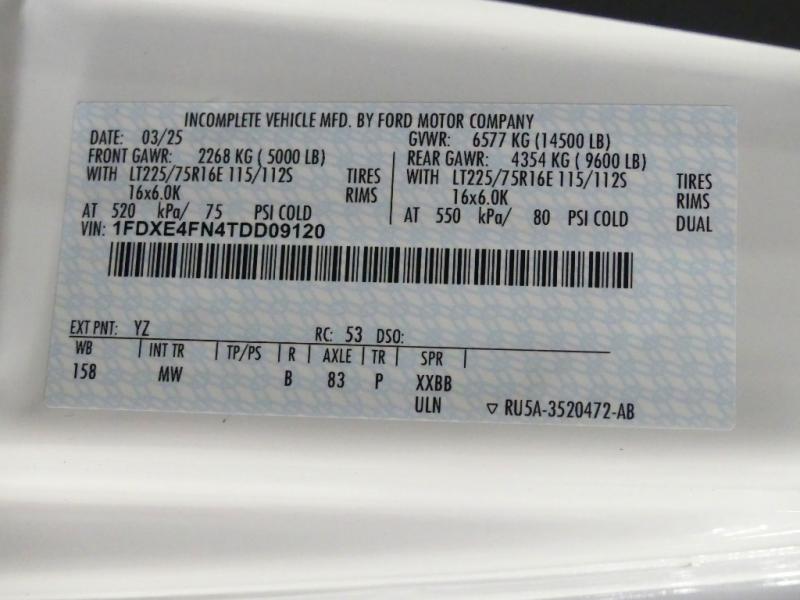 INCOMPLETE VEHICLE MFD. BY FORD MOTOR COMPANY
DATE: 03/25 GVWR: 6577 KG (14500 LB)
FRONT GAWR: 2268 KG ( 5000 LB) REAR GAWR: 4354 KG ( 9600 LB)
WITH LT225/75R16E 115/112S TIRES WITH LT225/75R16E 115/112S TIRES
16x6.0K RIMS 16x6.0K RIMS
AT 520 kPa/ 75 PSI COLD AT 550 kPa/ 80 PSI COLD DUAL
VIN: 1FDXE4FN4TDD09120
EXT PNT: YZ RC: 53 DSO:
WB INT TR TP/PS R AXLE TR SPR
158 MW B 83 P XXBB
ULN ▽ RU5A-3520472-AB